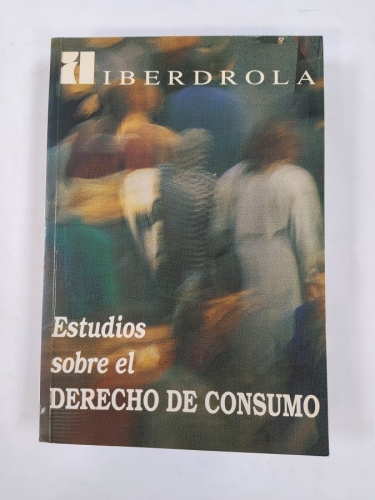 IBERDROLA
Estudios
sobre el
DERECHO DE CONSUMO